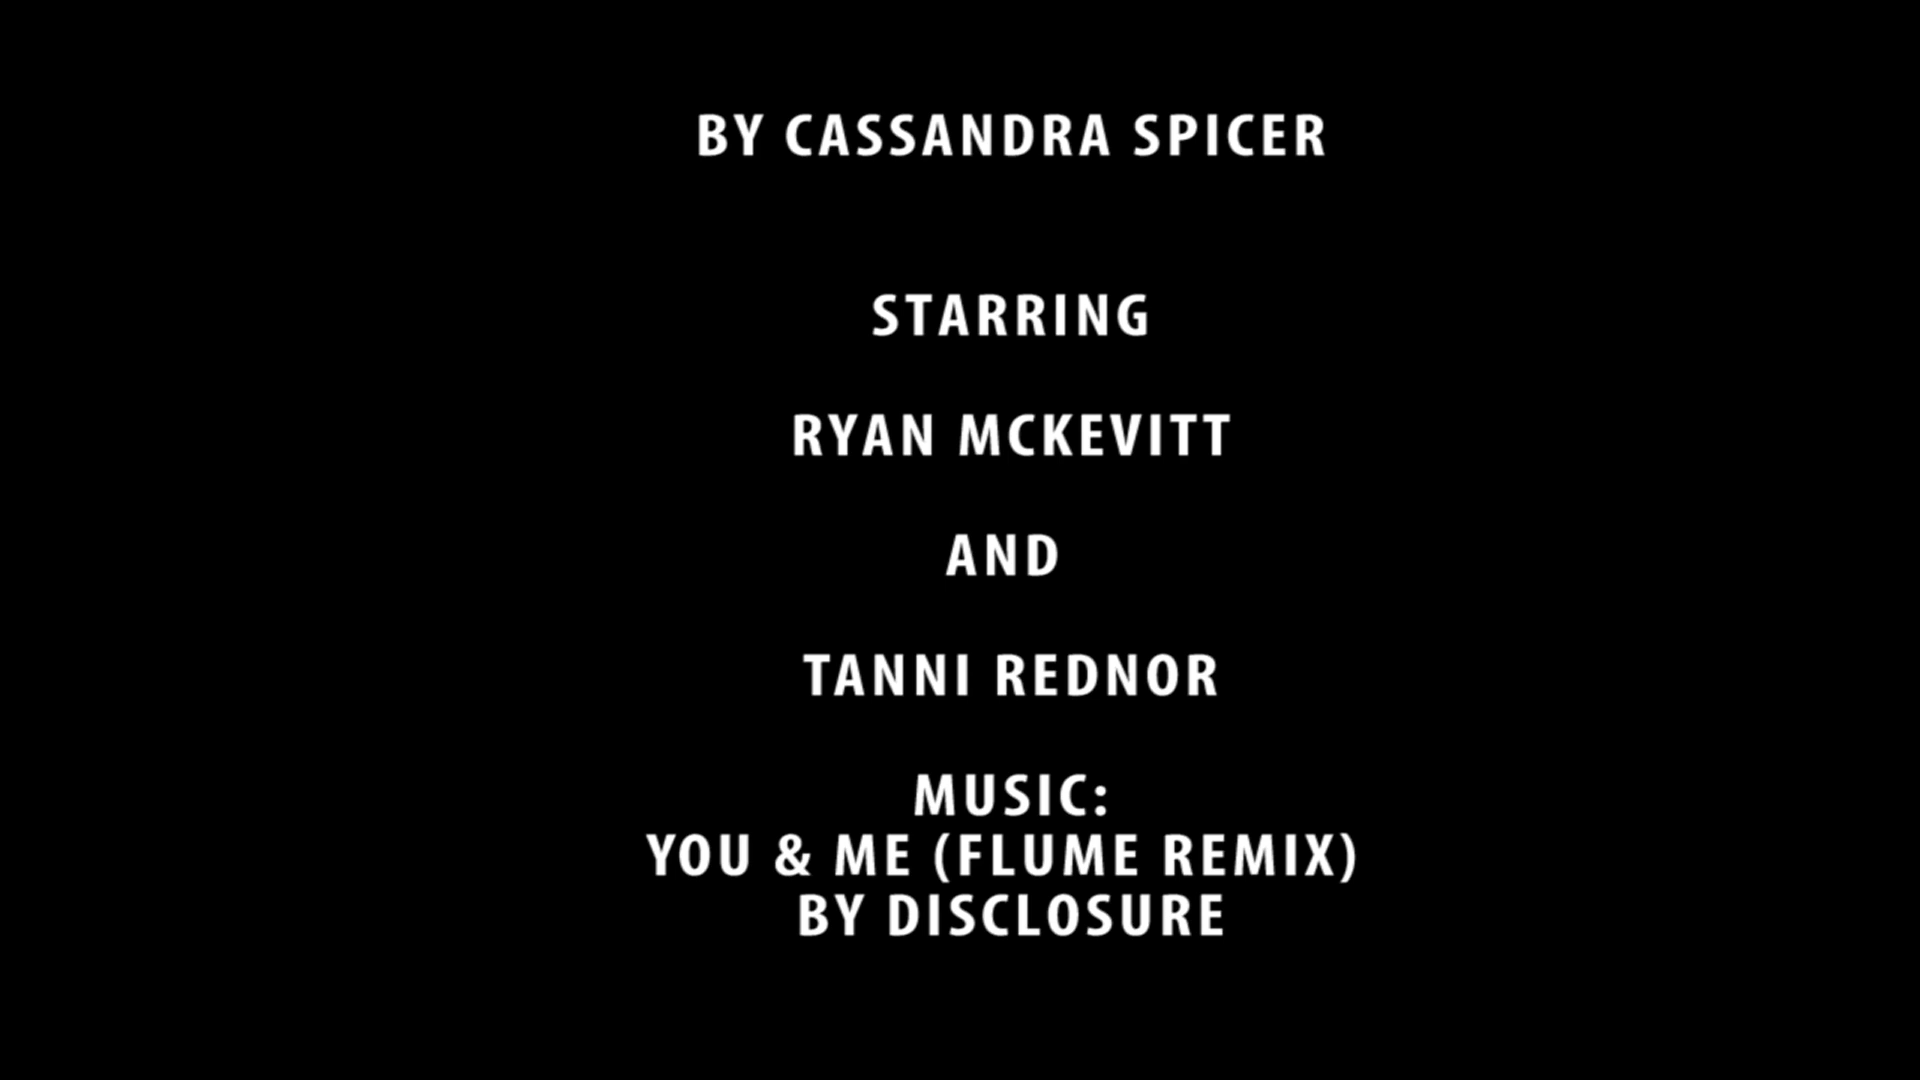 BY CASSANDRA SPICER
STARRING
RYAN MCKEVITT
AND
TANNI REDNOR
MUSIC:
YOU & ME (FLUME REMIX)
BY DISCLOSURE